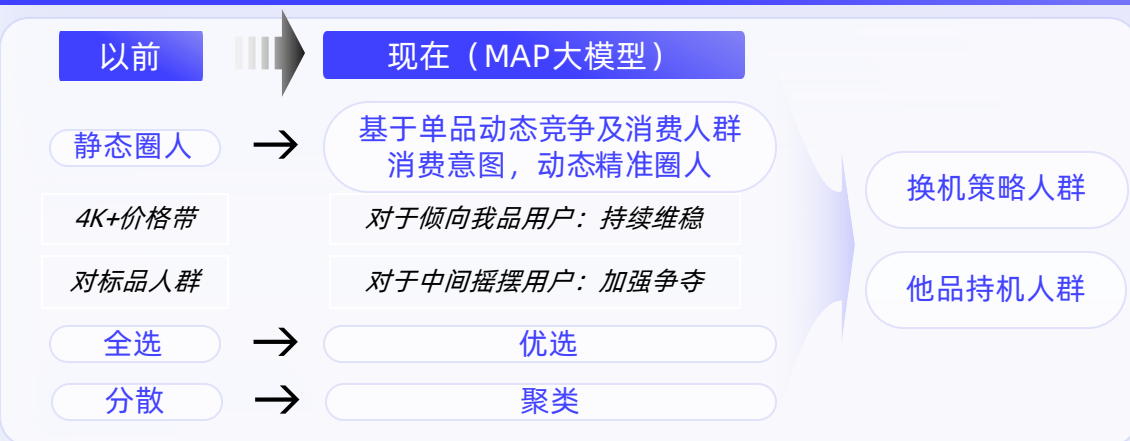 以前
现在（MAP大模型）
静态圈人
基于单品动态竞争及消费人群
消费意图，动态精准圈人
4K+价格带
对于倾向我品用户：持续维稳
对标品人群
对于中间摇摆用户：加强争夺
全选
优选
分散
聚类
换机策略人群
他品持机人群